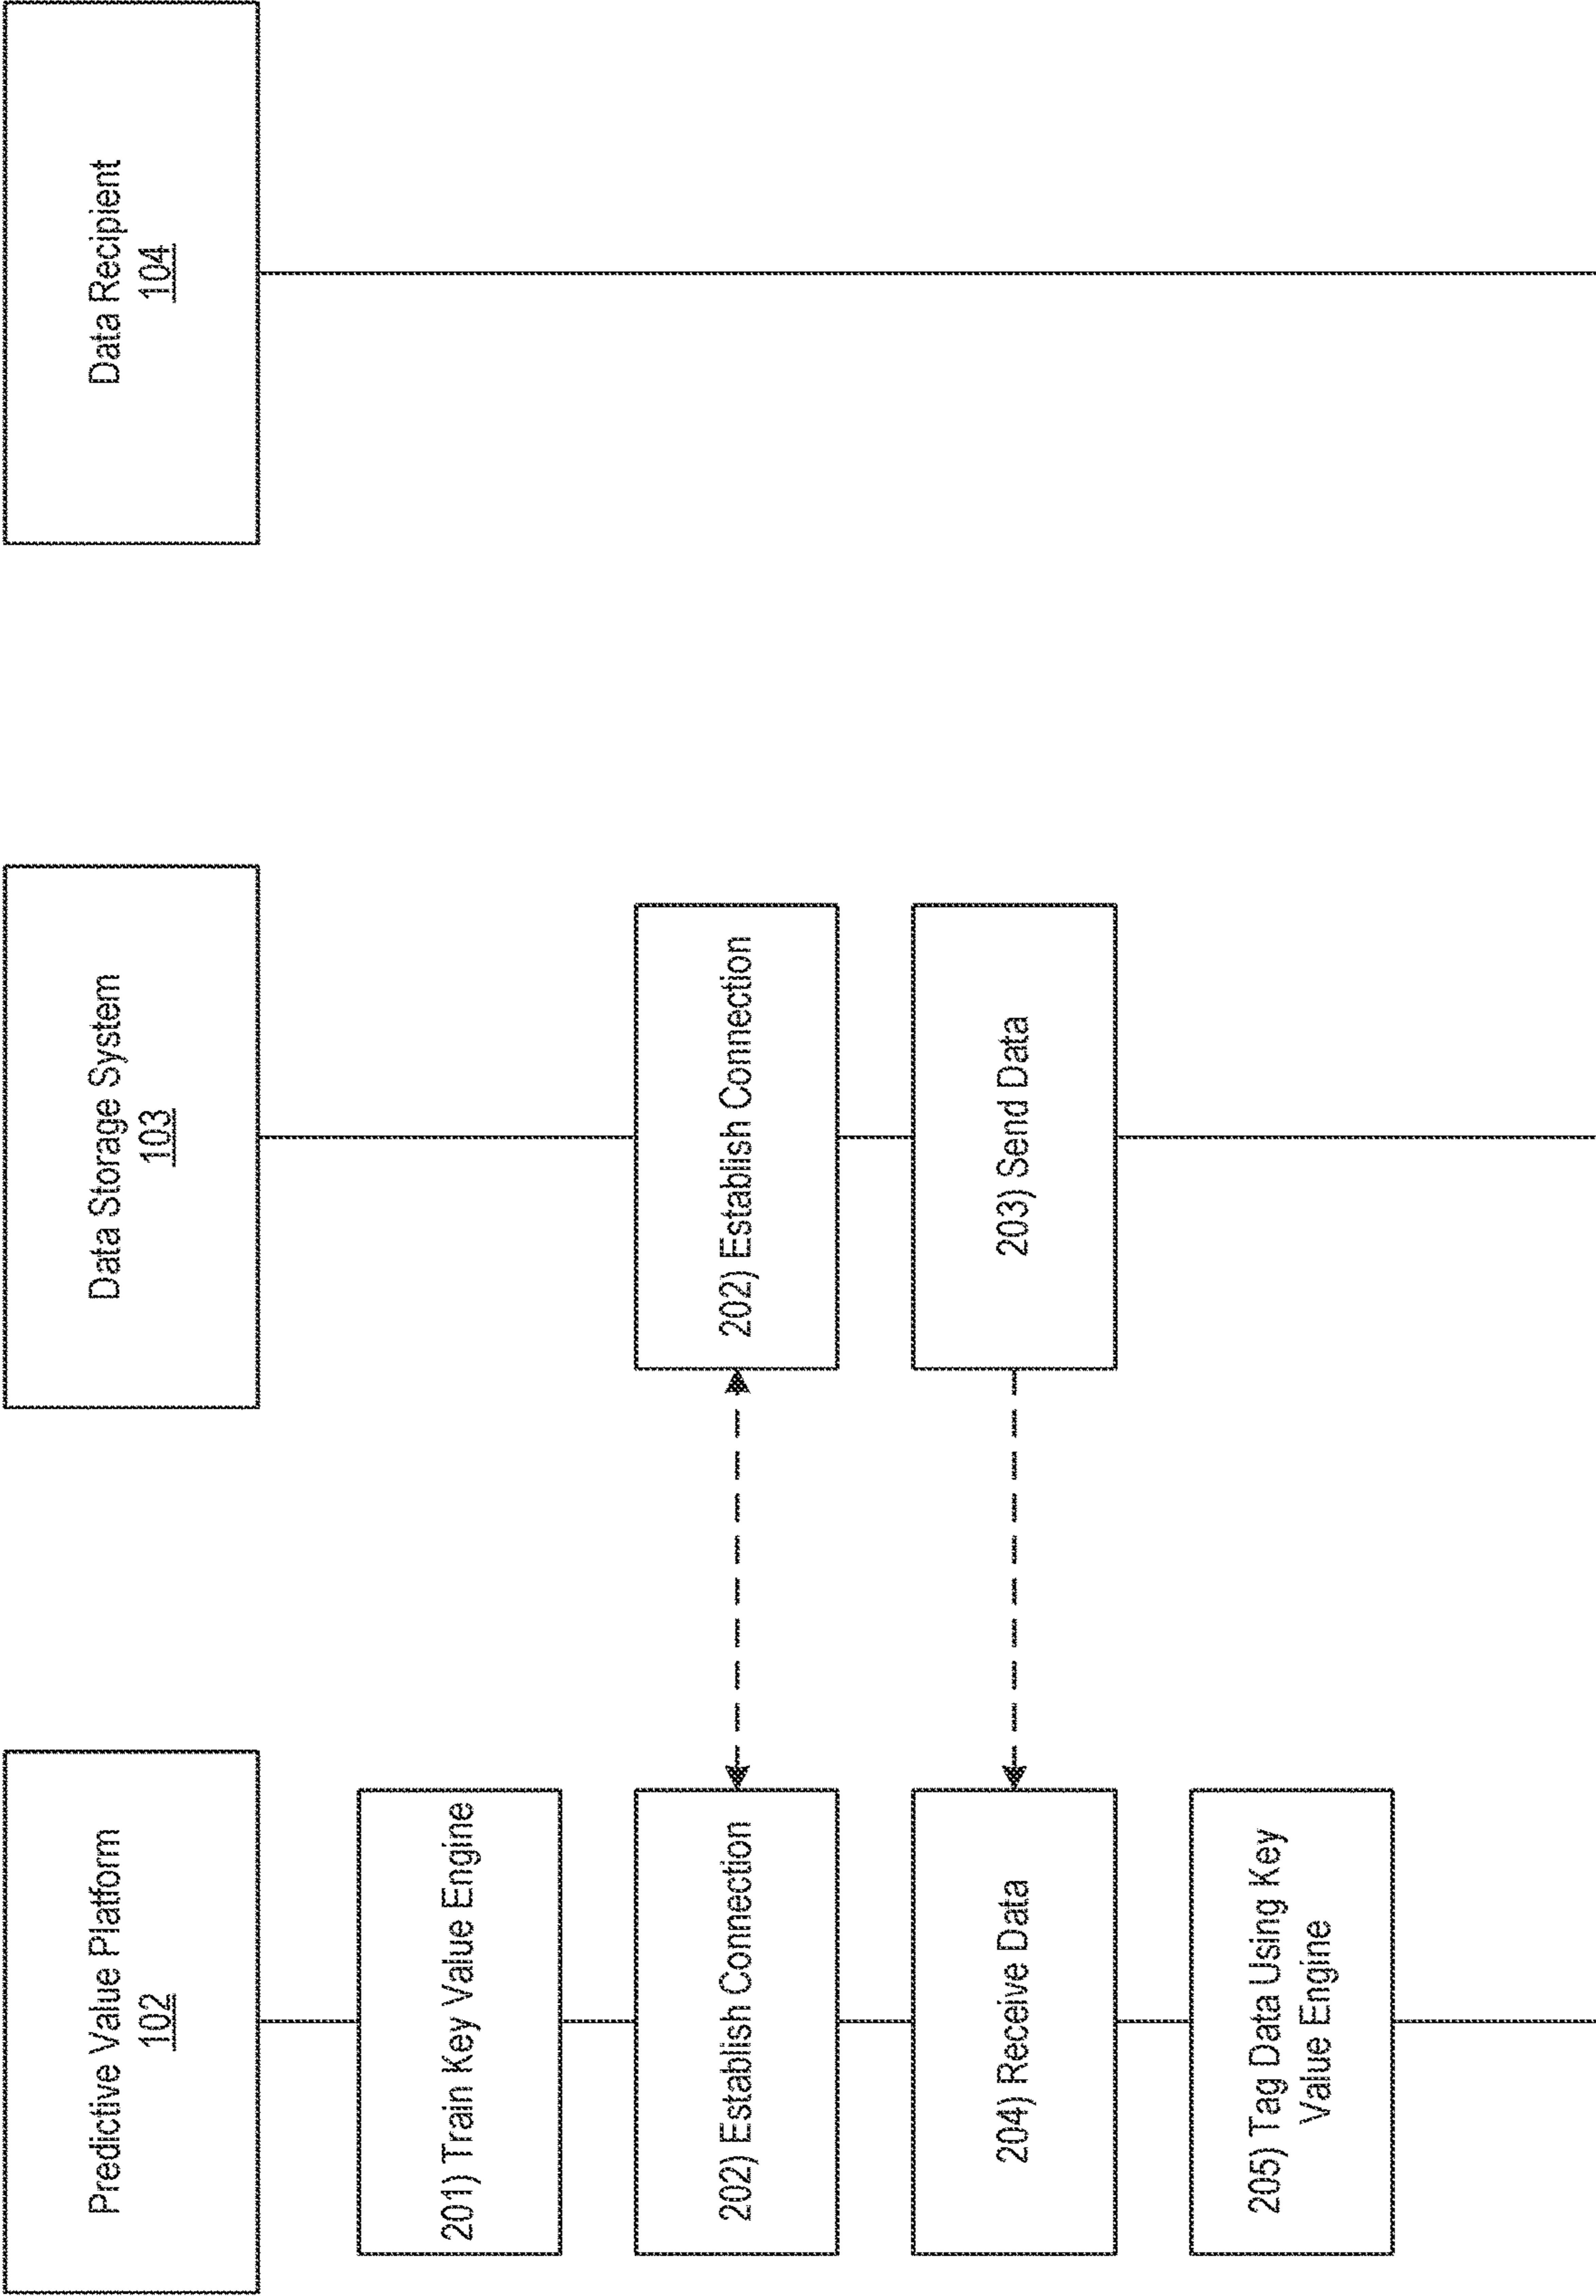 Predictive Value Platform
102
Data Storage System
103
Data Recipient
104
201) Train Key Value Engine
202) Establish Connection
202) Establish Connection
204) Receive Data
203) Send Data
205) Tag Data Using Key
Value Engine